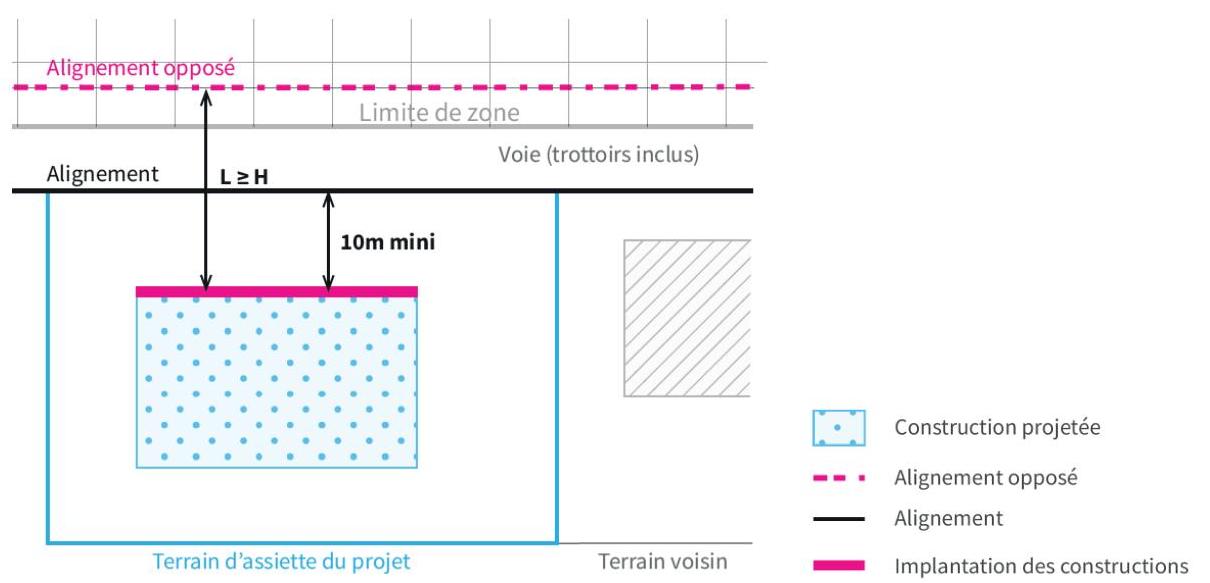 Alignement opposé
Limite de zone
Voie (trottoirs inclus)
Alignement
L ≥ H
10m mini
Terrain d’assiette du projet
Terrain voisin
Construction projetée
Alignement opposé
Alignement
Implantation des constructions